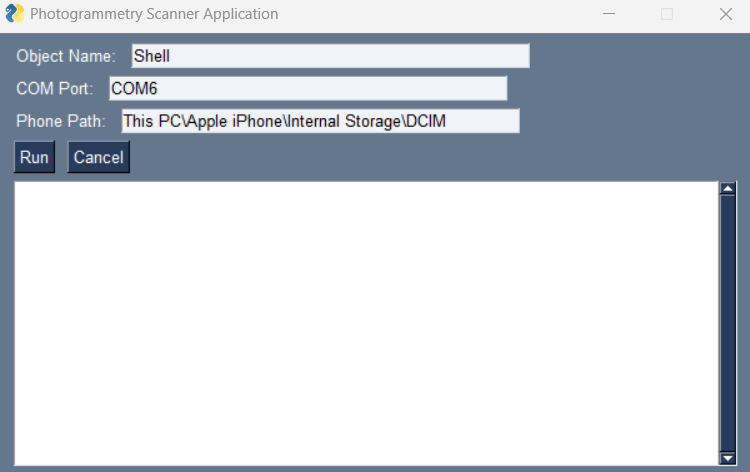 Photogrammetry Scanner Application
Object Name: Shell
COM Port: COM6
Phone Path: This PC\Apple iPhone\Internal Storage\DCIM
Run Cancel